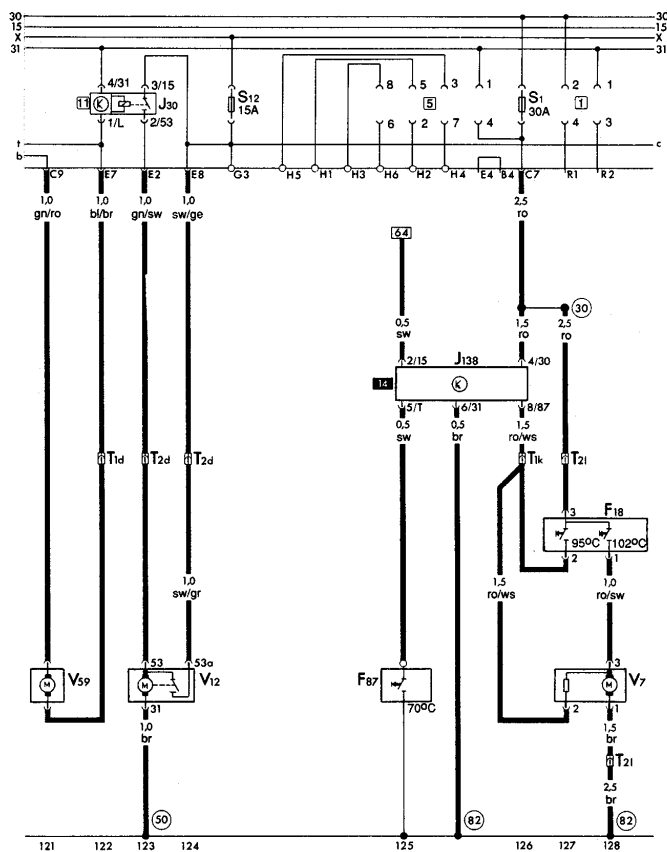 30 30
15 15
X X
31 31
4/31 3/15 8 5 3 1 2 1
11 K J30 S12 15A 5 S1 30A 1
1/L 2/53 6 2 7 4 4 3
t c
b
C9 E7 E2 E8 G3 H5 H1 H3 H6 H2 H4 E4 B4 C7 R1 R2
1,0 1,0 1,0 1,0 2,5
gn/ro bl/br gn/sw sw/ge ro
64
30
0,5 1,5 2,5
sw ro ro
2/15 J138 4/30
14 K
5/T 6/31 8/87
0,5 0,5 1,5
sw br ro/ws
T1d T2d T2d T1k T2l
3 F18
95°C 102°C
2 1
1,0 1,5 1,0
sw/gr ro/ws ro/sw
53 53a 3
M V59 M V12 F87 M V7
31 70°C 2 1
1,0 1,5
br br
T2l
2,5
br
50 82 82
121 122 123 124 125 126 127 128